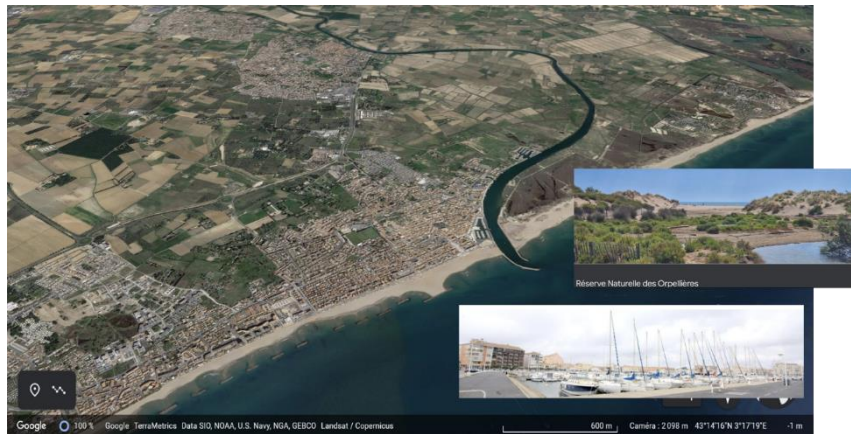 Réserve Naturelle des Orpellières
Google 100 % Google TerraMetrics Data SIO, NOAA, U.S. Navy, NGA, GEBCO Landsat / Copernicus 600 m Caméra : 2 098 m 43°14'16"N 3°17'19"E -1 m